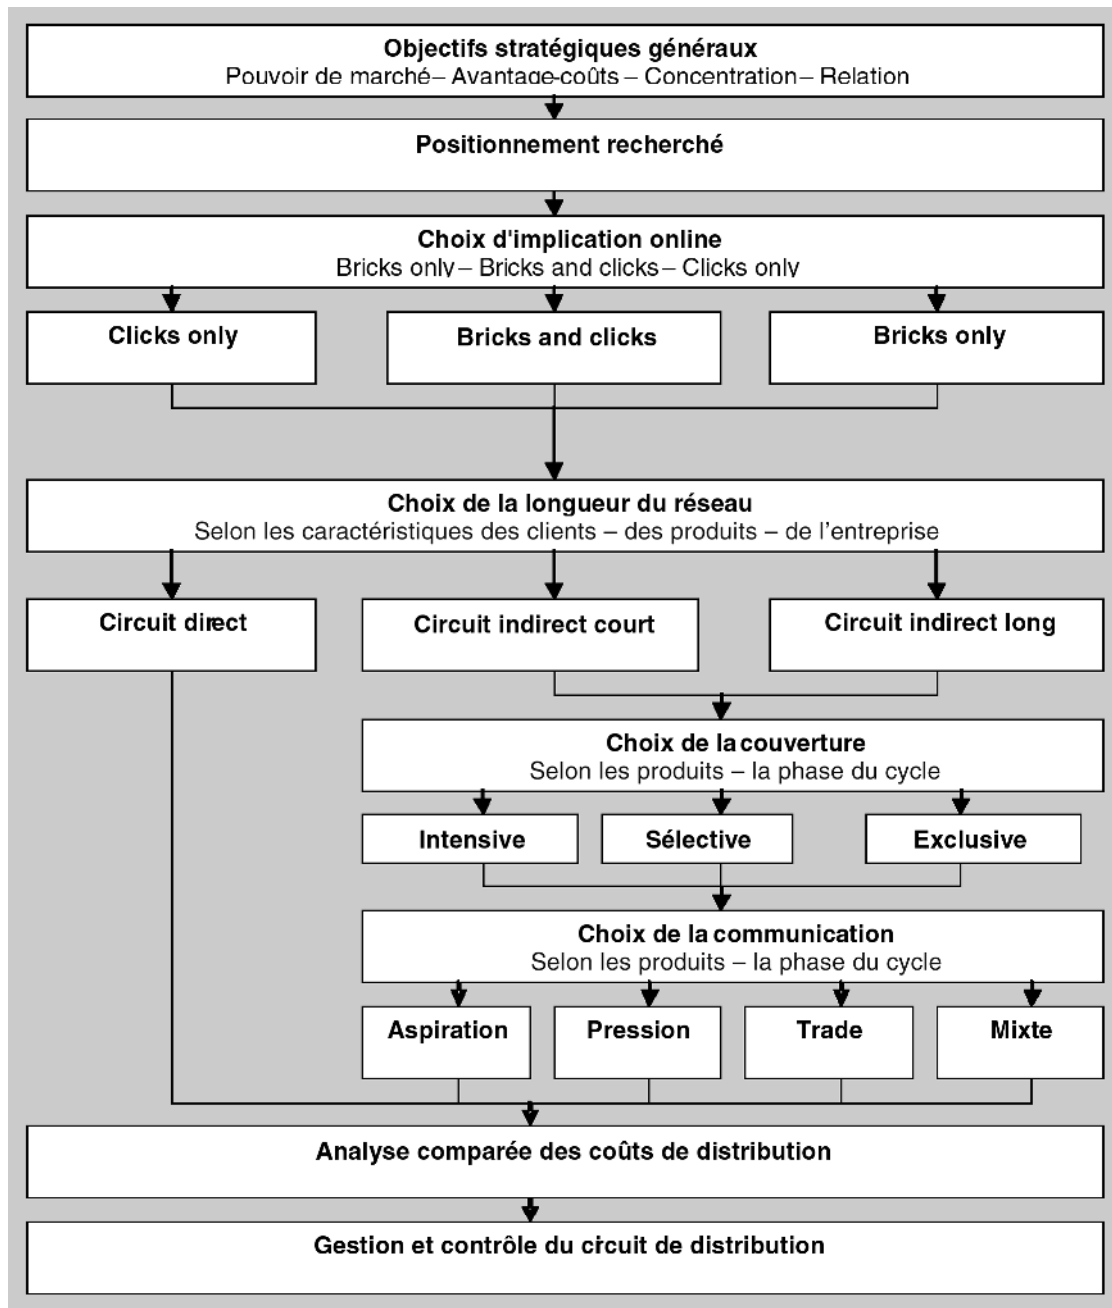 Objectifs stratégiques généraux
Pouvoir de marché – Avantage-coûts – Concentration – Relation
Positionnement recherché
Choix d'implication online
Bricks only – Bricks and clicks – Clicks only
Clicks only
Bricks and clicks
Bricks only
Choix de la longueur du réseau
Selon les caractéristiques des clients – des produits – de l'entreprise
Circuit direct
Circuit indirect court
Circuit indirect long
Choix de la couverture
Selon les produits – la phase du cycle
Intensive
Sélective
Exclusive
Choix de la communication
Selon les produits – la phase du cycle
Aspiration
Pression
Trade
Mixte
Analyse comparée des coûts de distribution
Gestion et contrôle du circuit de distribution